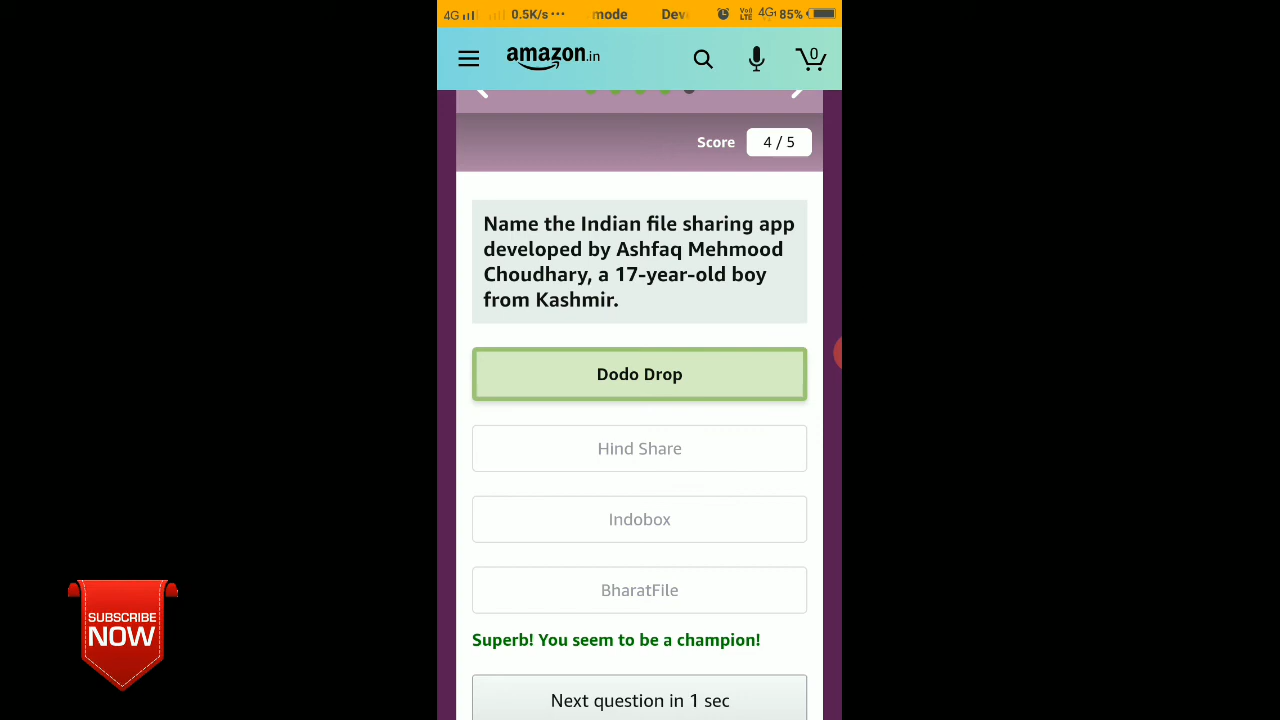 4G 0.5K/s ··· mode Dev 4G 85%
amazon.in
0
Score 4 / 5
Name the Indian file sharing app
developed by Ashfaq Mehmood
Choudhary, a 17-year-old boy
from Kashmir.
Dodo Drop
Hind Share
Indobox
BharatFile
Superb! You seem to be a champion!
Next question in 1 sec
SUBSCRIBE
NOW